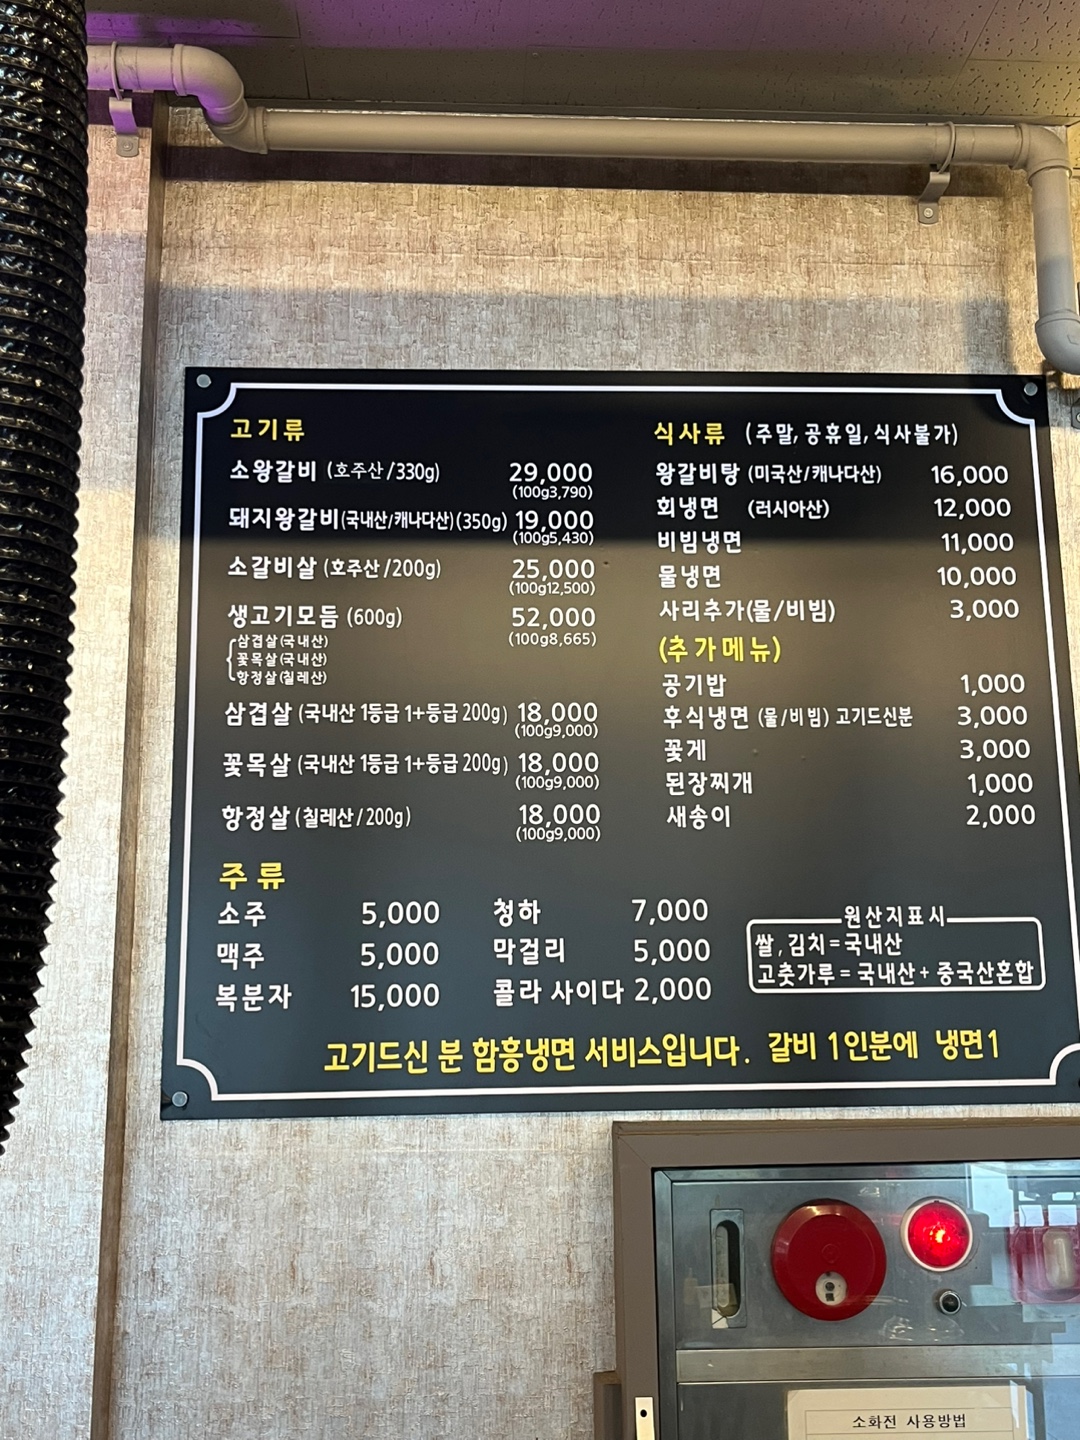 고기류
소왕갈비 (호주산/330g) 29,000
(100g3,790)
돼지왕갈비(국내산/캐나다산)(350g) 19,000
(100g5,430)
소갈비살 (호주산/200g) 25,000
(100g12,500)
생고기모듬 (600g) 52,000
(100g8,665)
삼겹살(국내산)
꽃목살(국내산)
항정살(칠레산)
삼겹살 (국내산 1등급 1+등급 200g) 18,000
(100g9,000)
꽃목살 (국내산 1등급 1+등급 200g) 18,000
(100g9,000)
항정살 (칠레산/200g) 18,000
(100g9,000)
식사류 (주말,공휴일,식사불가)
왕갈비탕 (미국산/캐나다산) 16,000
회냉면 (러시아산) 12,000
비빔냉면 11,000
물냉면 10,000
사리추가(물/비빔) 3,000
(추가메뉴)
공기밥 1,000
후식냉면 (물/비빔) 고기드신분 3,000
꽃게 3,000
된장찌개 1,000
새송이 2,000
주류
소주 5,000 청하 7,000
맥주 5,000 막걸리 5,000
복분자 15,000 콜라 사이다 2,000
원산지표시
쌀,김치=국내산
고춧가루=국내산+중국산혼합
고기드신 분 함흥냉면 서비스입니다. 갈비 1인분에 냉면1
소화전 사용방법